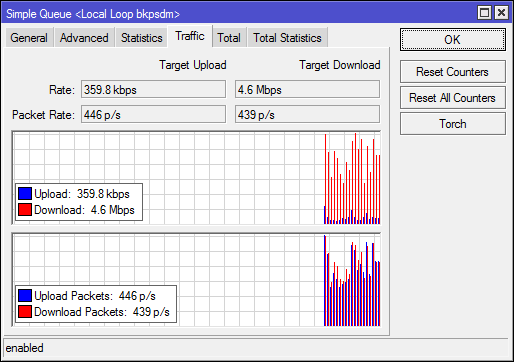 Simple Queue <Local Loop bkpsdm>
General Advanced Statistics Traffic Total Total Statistics
OK
Target Upload Target Download
Reset Counters
Rate: 359.8 kbps 4.6 Mbps
Reset All Counters
Packet Rate: 446 p/s 439 p/s
Torch
Upload: 359.8 kbps
Download: 4.6 Mbps
Upload Packets: 446 p/s
Download Packets: 439 p/s
enabled